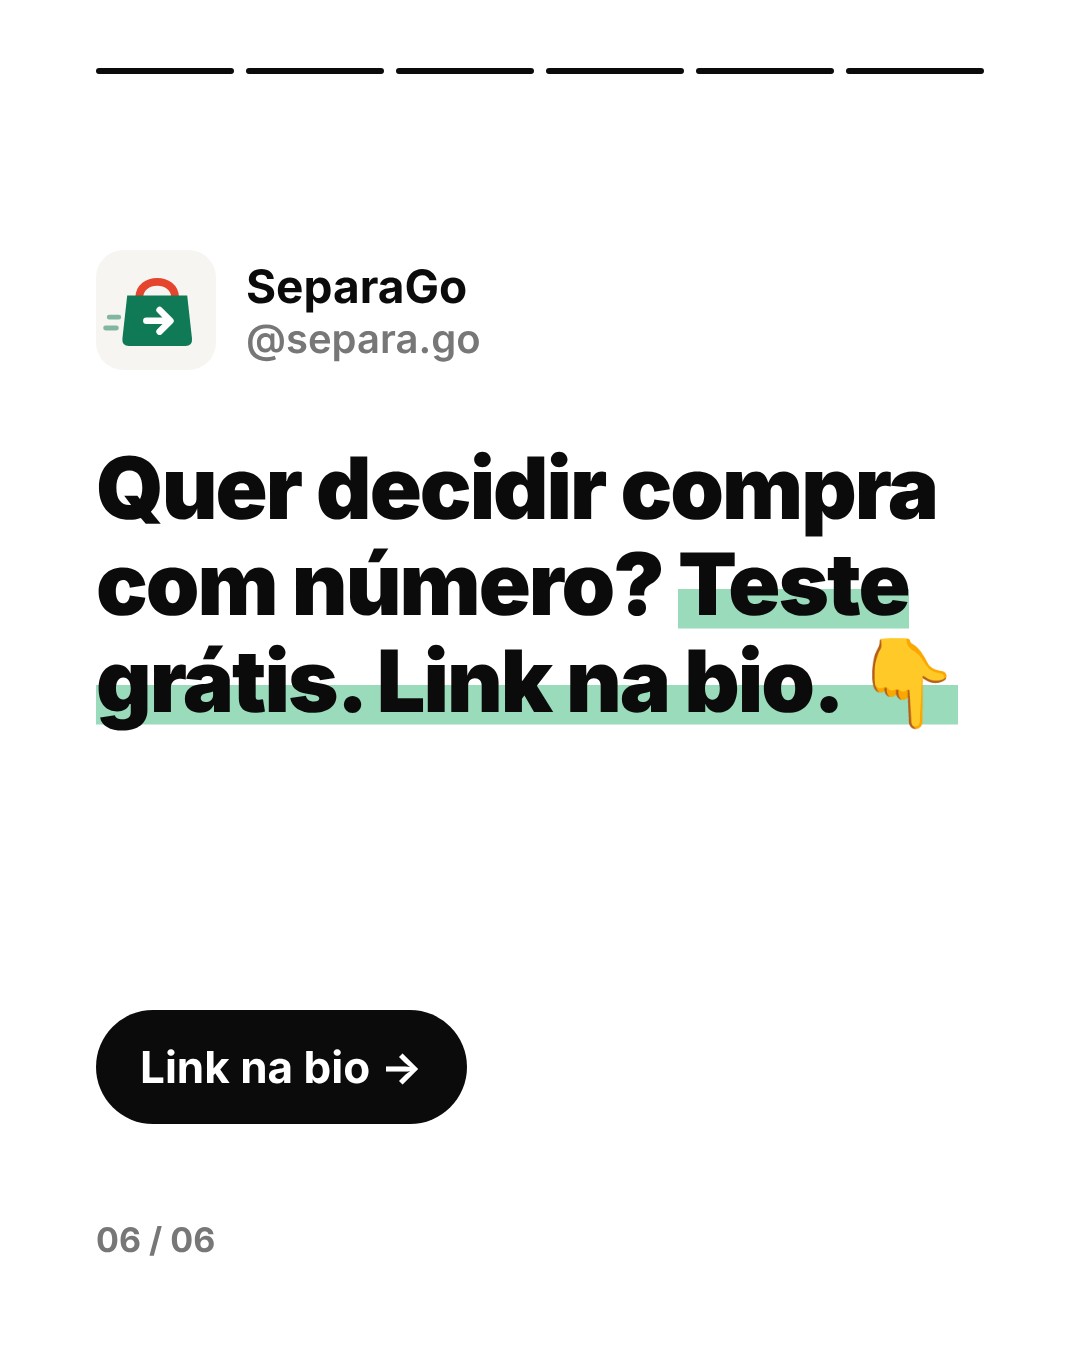 SeparaGo
@separa.go
Quer decidir compra
com número? Teste
grátis. Link na bio. 👇
Link na bio →
06 / 06